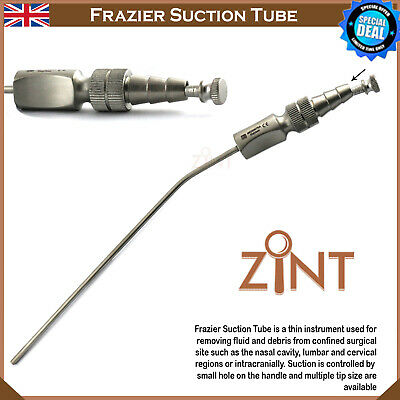 Frazier Suction Tube
SPECIAL
DEAL
LIMITED TIME ONLY
ZiNT
ZiNT
Frazier Suction Tube is a thin instrument used for
removing fluid and debris from confined surgical
site such as the nasal cavity, lumbar and cervical
regions or intracranially. Suction is controlled by
small hole on the handle and multiple tip size are
available